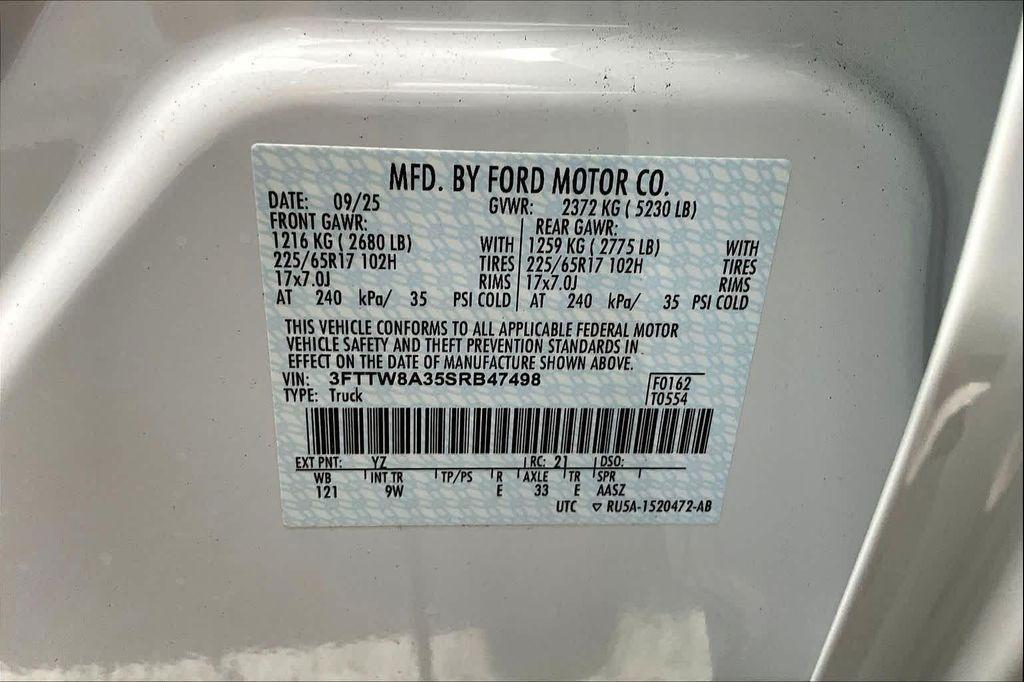 MFD. BY FORD MOTOR CO.
DATE: 09/25 GVWR: 2372 KG ( 5230 LB)
FRONT GAWR: REAR GAWR:
1216 KG ( 2680 LB) WITH 1259 KG ( 2775 LB) WITH
225/65R17 102H TIRES 225/65R17 102H TIRES
17x7.0J RIMS 17x7.0J RIMS
AT 240 kPa/ 35 PSI COLD AT 240 kPa/ 35 PSI COLD
THIS VEHICLE CONFORMS TO ALL APPLICABLE FEDERAL MOTOR
VEHICLE SAFETY AND THEFT PREVENTION STANDARDS IN
EFFECT ON THE DATE OF MANUFACTURE SHOWN ABOVE.
VIN: 3FTTW8A35SRB47498 F0162
TYPE: Truck T0554
EXT PNT: YZ RC: 21 DSO:
WB INT TR TP/PS R AXLE TR SPR
121 9W E 33 E AASZ
UTC ▽ RU5A-1520472-AB